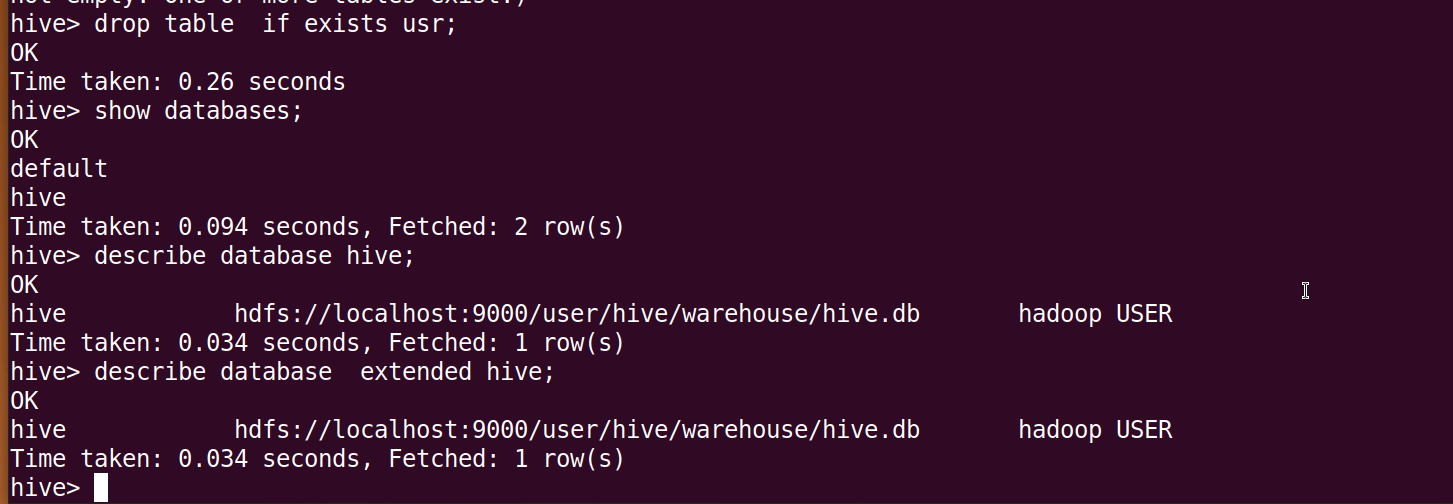 hive> drop table  if exists usr;
OK
Time taken: 0.26 seconds
hive> show databases;
OK
default
hive
Time taken: 0.094 seconds, Fetched: 2 row(s)
hive> describe database hive;
OK
hive            hdfs://localhost:9000/user/hive/warehouse/hive.db       hadoop USER
Time taken: 0.034 seconds, Fetched: 1 row(s)
hive> describe database  extended hive;
OK
hive            hdfs://localhost:9000/user/hive/warehouse/hive.db       hadoop USER
Time taken: 0.034 seconds, Fetched: 1 row(s)
hive>